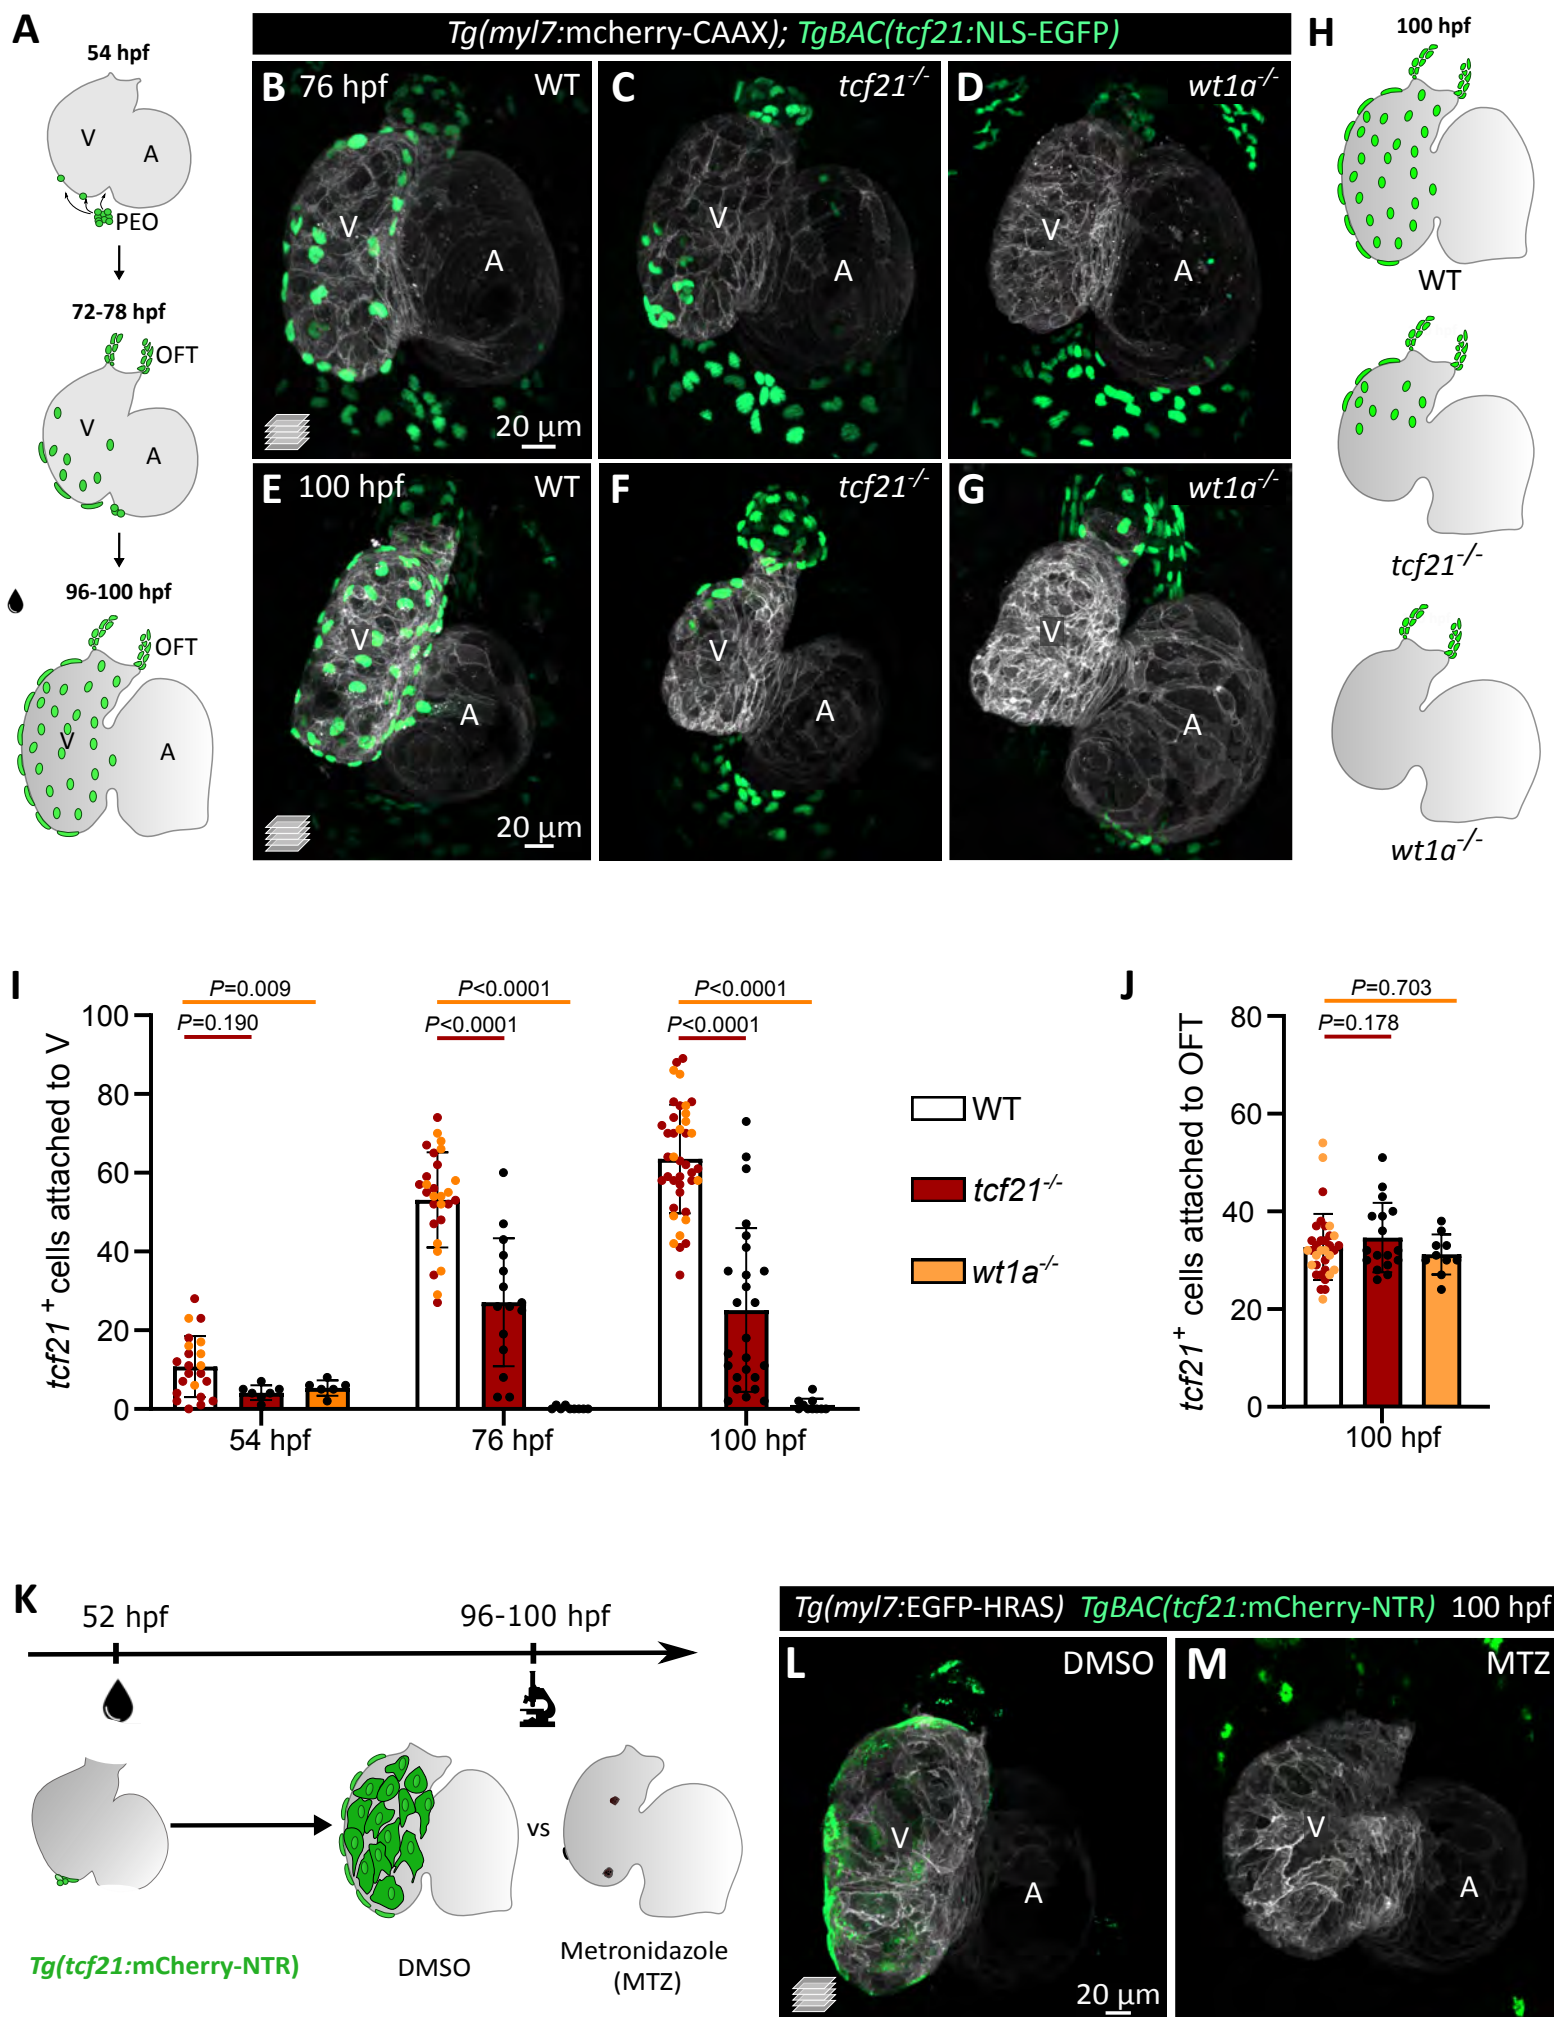 A
54 hpf
V
A
PEO
72-78 hpf
OFT
V
A
96-100 hpf
OFT
V
A
Tg(myl7:mcherry-CAAX); TgBAC(tcf21:NLS-EGFP)
B 76 hpf WT
V
A
20 µm
C tcf21-/-
V
A
D wt1a-/-
V
A
E 100 hpf WT
V
A
20 µm
F tcf21-/-
V
A
G wt1a-/-
V
A
H
100 hpf
WT
tcf21-/-
wt1a-/-
I
tcf21+ cells attached to V
100
80
60
40
20
0
P=0.009
P=0.190
P<0.0001
P<0.0001
P<0.0001
P<0.0001
54 hpf
76 hpf
100 hpf
WT
tcf21-/-
wt1a-/-
J
tcf21+ cells attached to OFT
80
60
40
20
0
P=0.703
P=0.178
100 hpf
K
52 hpf
96-100 hpf
vs
Tg(tcf21:mCherry-NTR)
DMSO
Metronidazole
(MTZ)
Tg(myl7:EGFP-HRAS) TgBAC(tcf21:mCherry-NTR) 100 hpf
L DMSO
V
A
20 µm
M MTZ
V
A